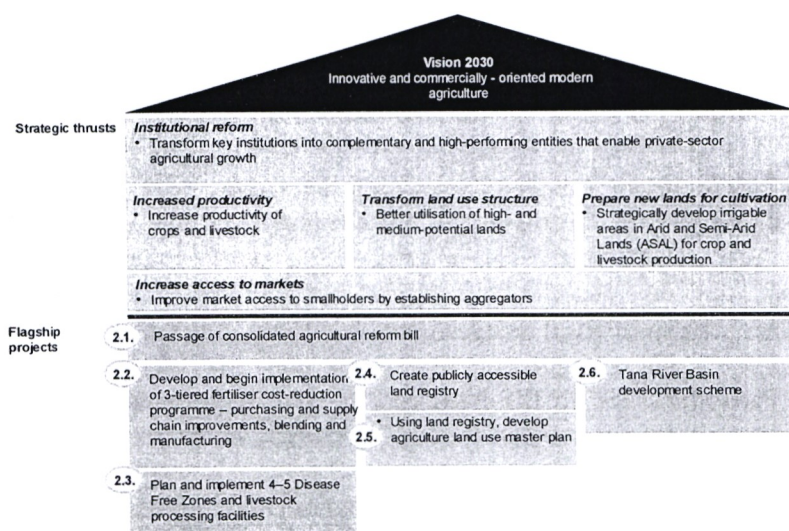 Vision 2030
Innovative and commercially - oriented modern
agriculture
Strategic thrusts
Institutional reform
• Transform key institutions into complementary and high-performing entities that enable private-sector
agricultural growth
Increased productivity
• Increase productivity of
crops and livestock
Transform land use structure
• Better utilisation of high- and
medium-potential lands
Prepare new lands for cultivation
• Strategically develop irrigable
areas in Arid and Semi-Arid
Lands (ASAL) for crop and
livestock production
Increase access to markets
• Improve market access to smallholders by establishing aggregators
Flagship
projects
2.1. Passage of consolidated agricultural reform bill
2.2. Develop and begin implementation
of 3-tiered fertiliser cost-reduction
programme – purchasing and supply
chain improvements, blending and
manufacturing
2.3. Plan and implement 4–5 Disease
Free Zones and livestock
processing facilities
2.4. Create publicly accessible
land registry
2.5. • Using land registry, develop
agriculture land use master plan
2.6. Tana River Basin
development scheme